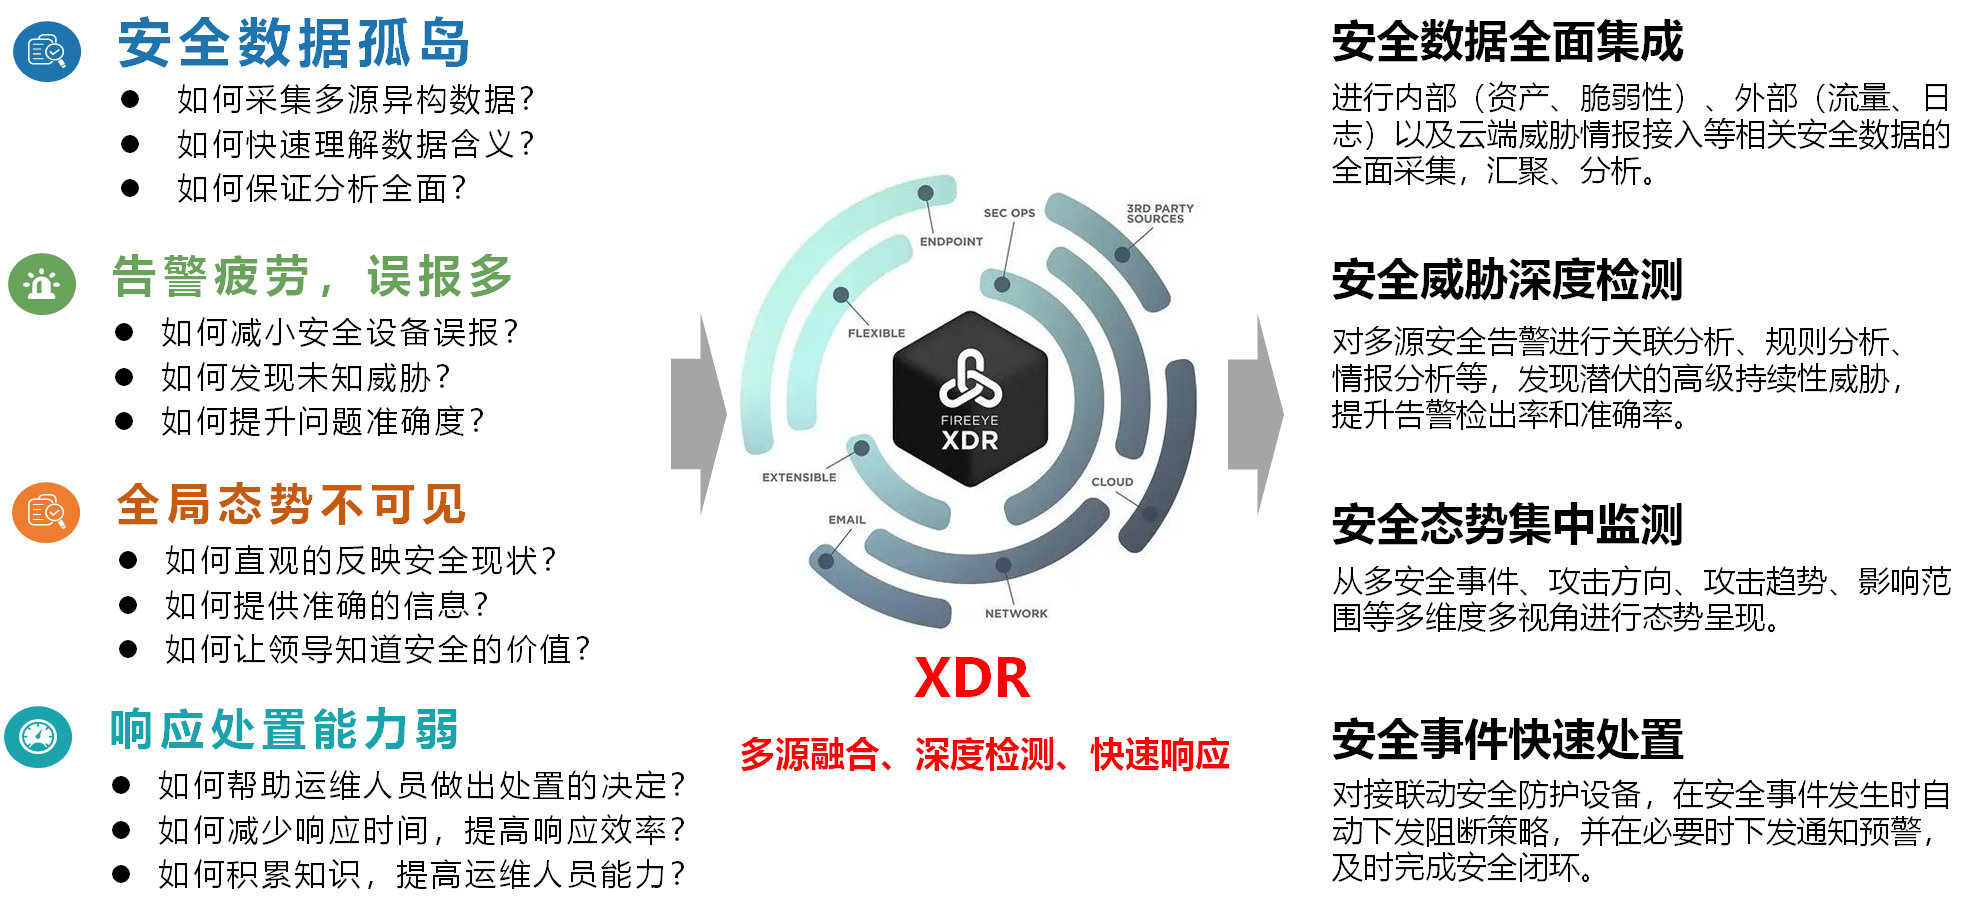 安全数据孤岛
如何采集多源异构数据？
如何快速理解数据含义？
如何保证分析全面？
告警疲劳，误报多
如何减小安全设备误报？
如何发现未知威胁？
如何提升问题准确度？
全局态势不可见
如何直观的反映安全现状？
如何提供准确的信息？
如何让领导知道安全的价值？
响应处置能力弱
如何帮助运维人员做出处置的决定？
如何减少响应时间，提高响应效率？
如何积累知识，提高运维人员能力？
ENDPOINT
SEC OPS
3RD PARTY
SOURCES
FLEXIBLE
FIREEYE
XDR
EXTENSIBLE
CLOUD
EMAIL
NETWORK
XDR
多源融合、深度检测、快速响应
安全数据全面集成
进行内部（资产、脆弱性）、外部（流量、日
志）以及云端威胁情报接入等相关安全数据的
全面采集，汇聚、分析。
安全威胁深度检测
对多源安全告警进行关联分析、规则分析、
情报分析等，发现潜伏的高级持续性威胁，
提升告警检出率和准确率。
安全态势集中监测
从多安全事件、攻击方向、攻击趋势、影响范
围等多维度多视角进行态势呈现。
安全事件快速处置
对接联动安全防护设备，在安全事件发生时自
动下发阻断策略，并在必要时下发通知预警，
及时完成安全闭环。